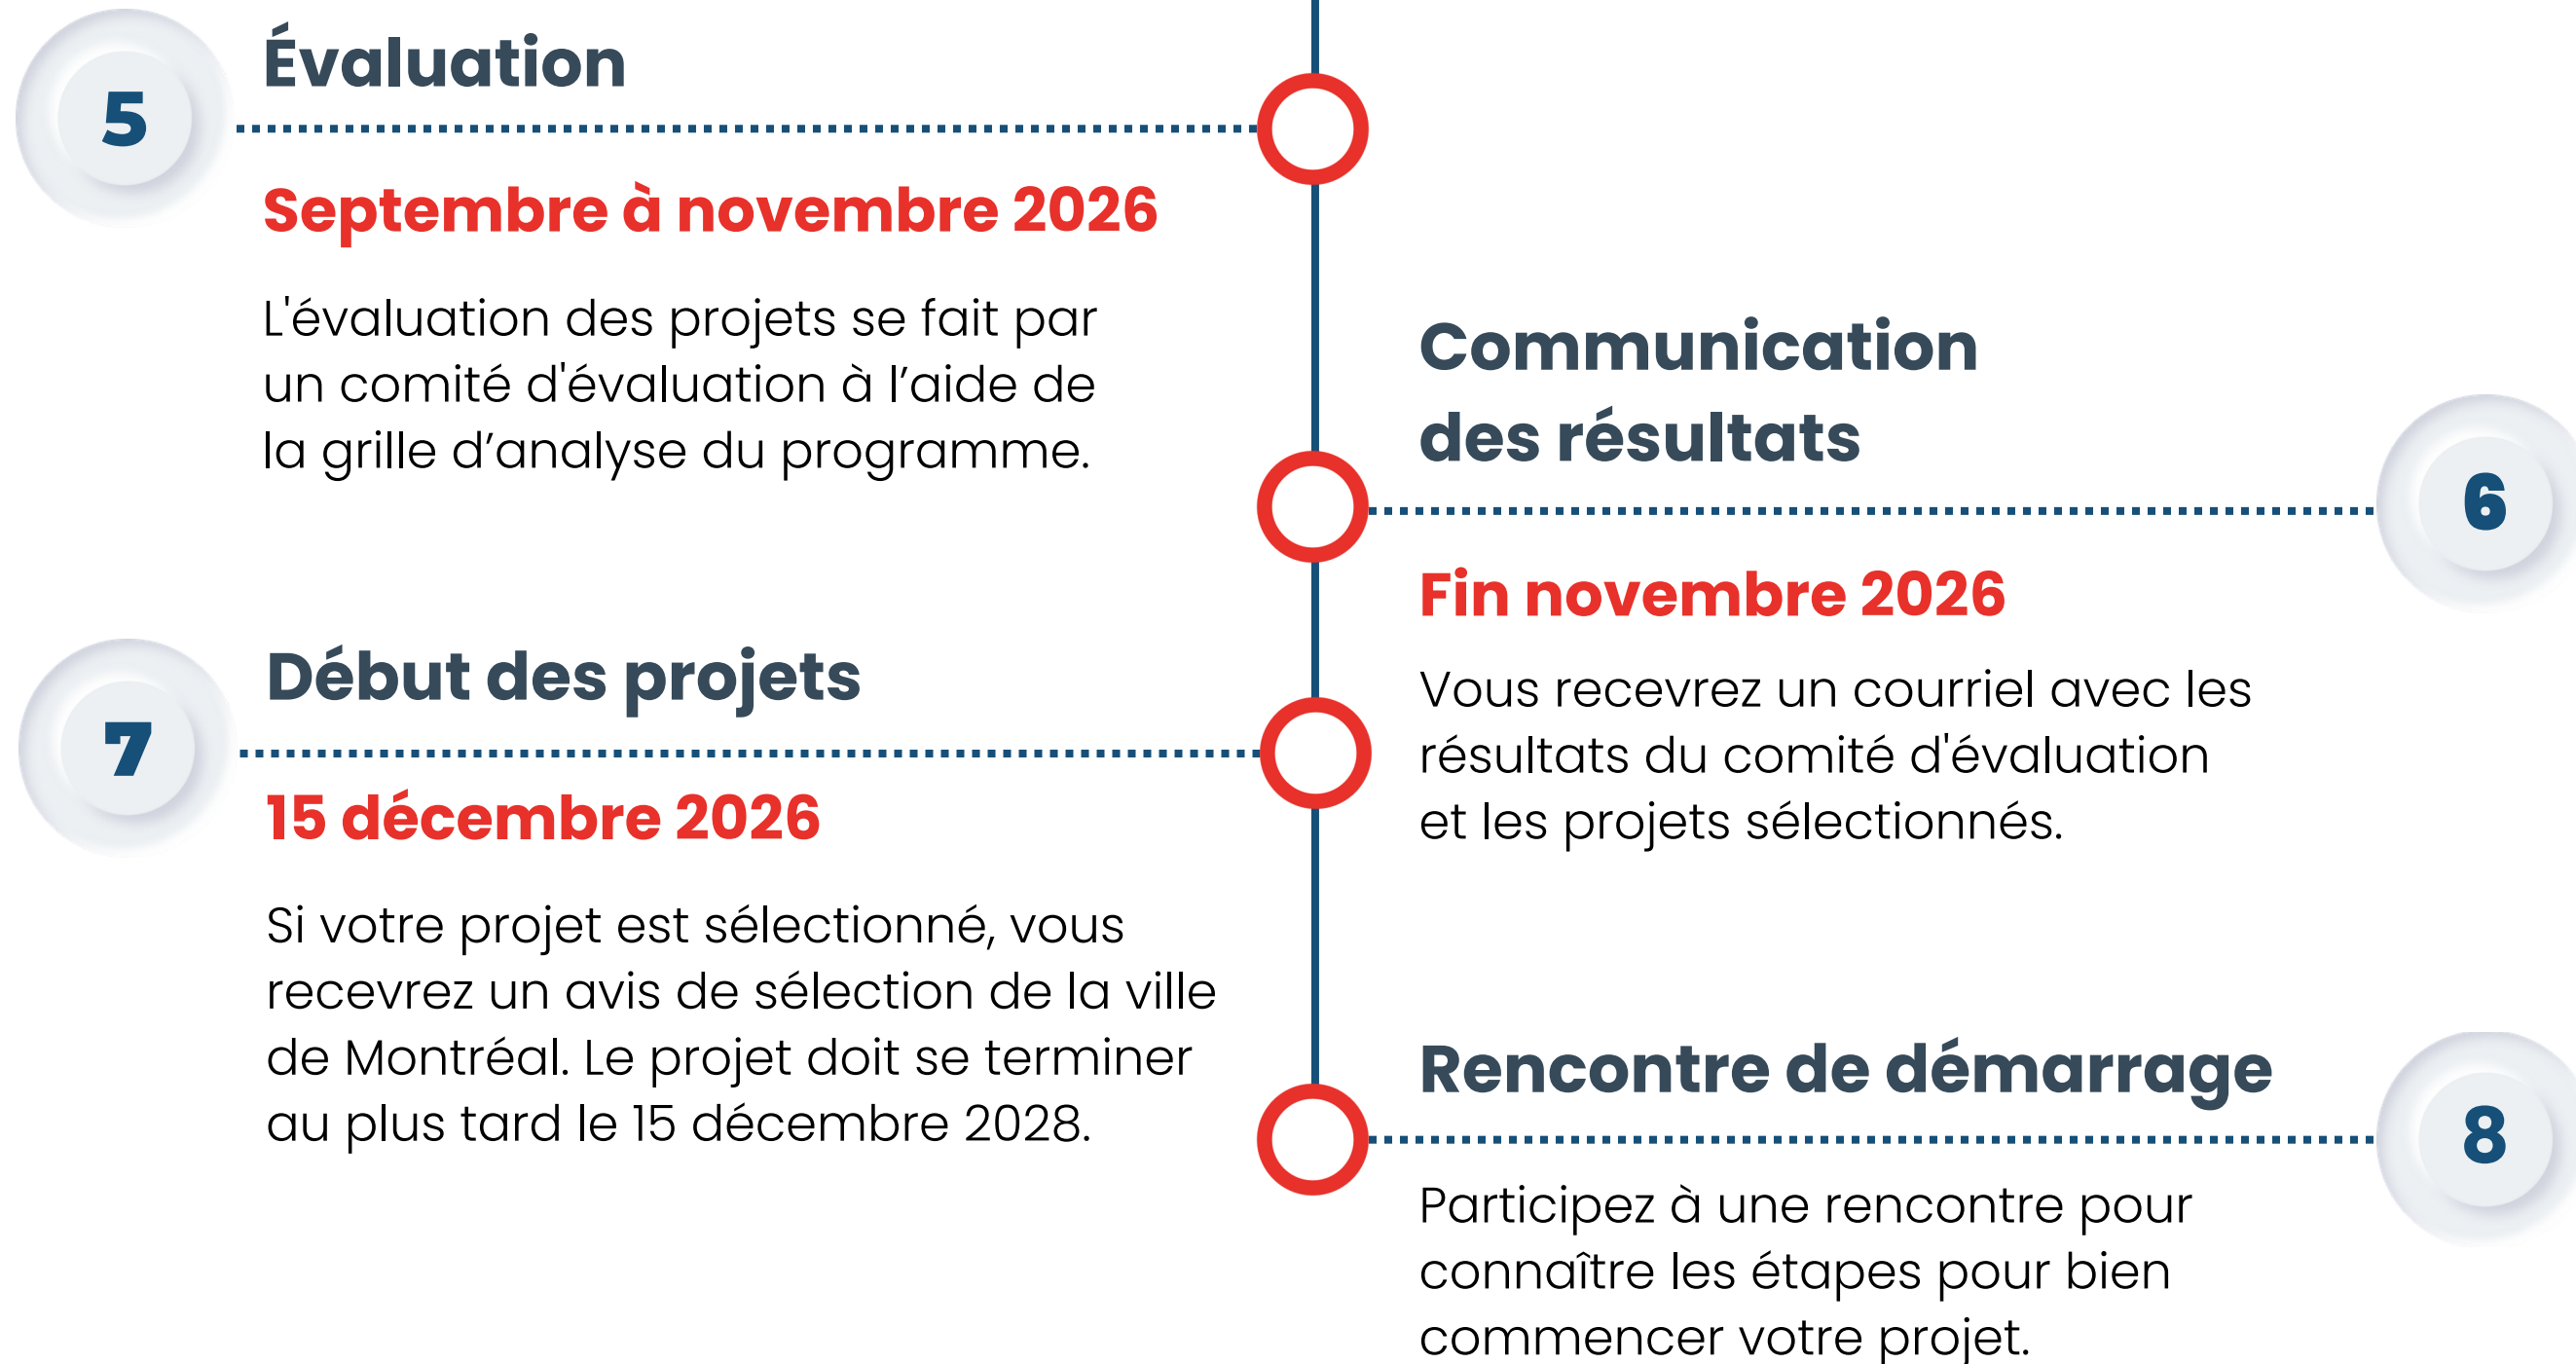 5
Évaluation
Septembre à novembre 2026
L'évaluation des projets se fait par
un comité d'évaluation à l’aide de
la grille d’analyse du programme.
6
Communication
des résultats
Fin novembre 2026
Vous recevrez un courriel avec les
résultats du comité d'évaluation
et les projets sélectionnés.
7
Début des projets
15 décembre 2026
Si votre projet est sélectionné, vous
recevrez un avis de sélection de la ville
de Montréal. Le projet doit se terminer
au plus tard le 15 décembre 2028.
8
Rencontre de démarrage
Participez à une rencontre pour
connaître les étapes pour bien
commencer votre projet.